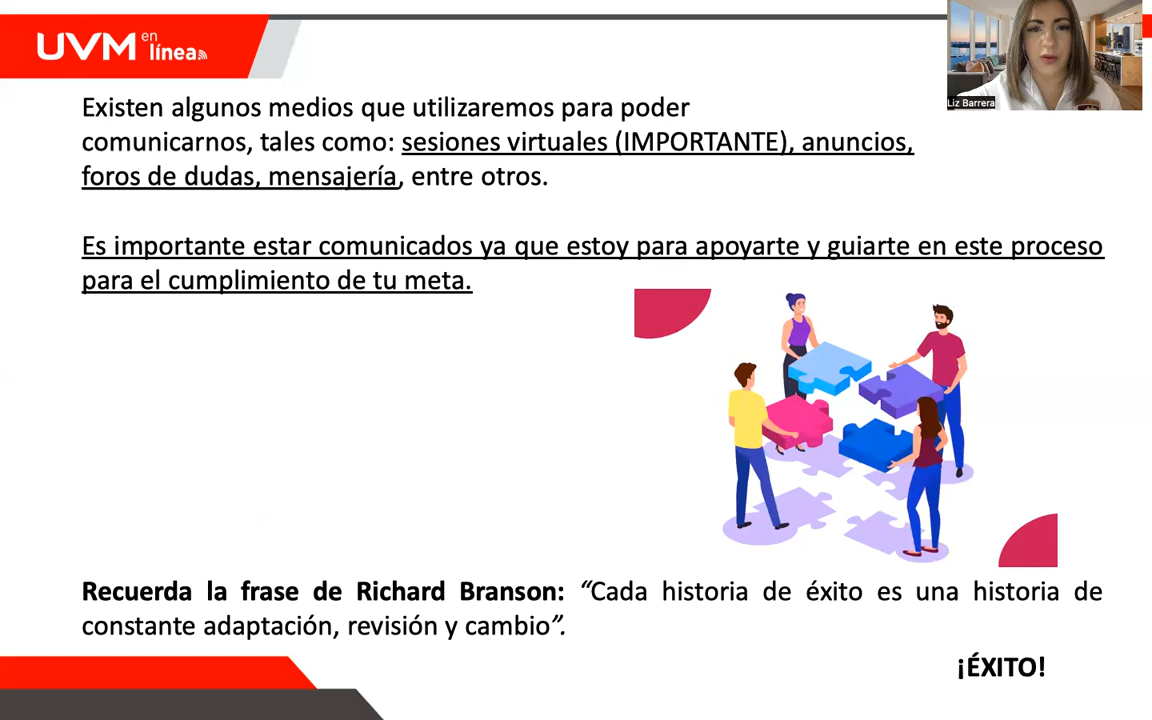 UVM en línea
Liz Barrera
Existen algunos medios que utilizaremos para poder
comunicarnos, tales como: sesiones virtuales (IMPORTANTE), anuncios,
foros de dudas, mensajería, entre otros.
Es importante estar comunicados ya que estoy para apoyarte y guiarte en este proceso
para el cumplimiento de tu meta.
Recuerda la frase de Richard Branson: “Cada historia de éxito es una historia de
constante adaptación, revisión y cambio”.
¡ÉXITO!